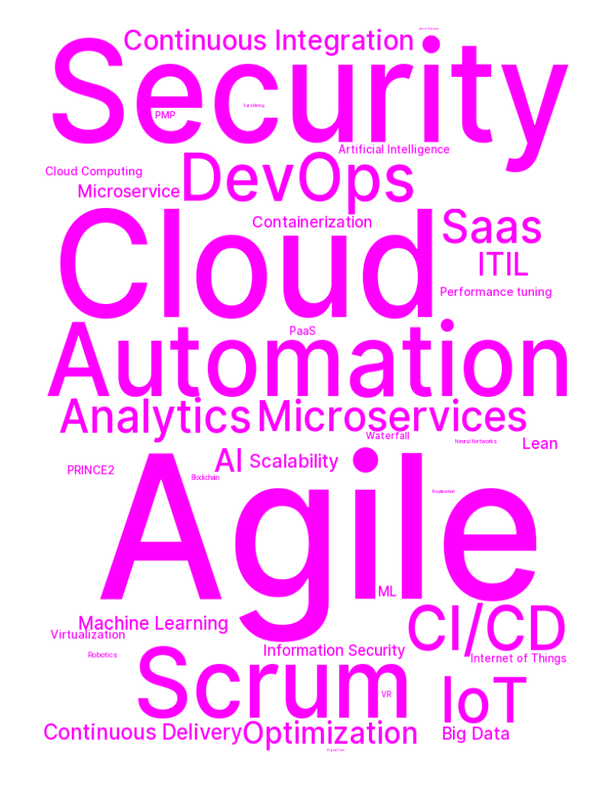 Continuous Integration
Security
PMP
Data Mining
Artificial Intelligence
DevOps
Cloud Computing
Microservice
Containerization
Saas
Cloud
ITIL
Performance tuning
PaaS
Automation
Analytics
Microservices
Waterfall
Neural Networks
Lean
AI
Scalability
PRINCE2
Blockchain
Agile
ML
Machine Learning
CI/CD
Virtualization
Information Security
Internet of Things
Robotics
Scrum
VR
IoT
Continuous Delivery
Optimization
Big Data